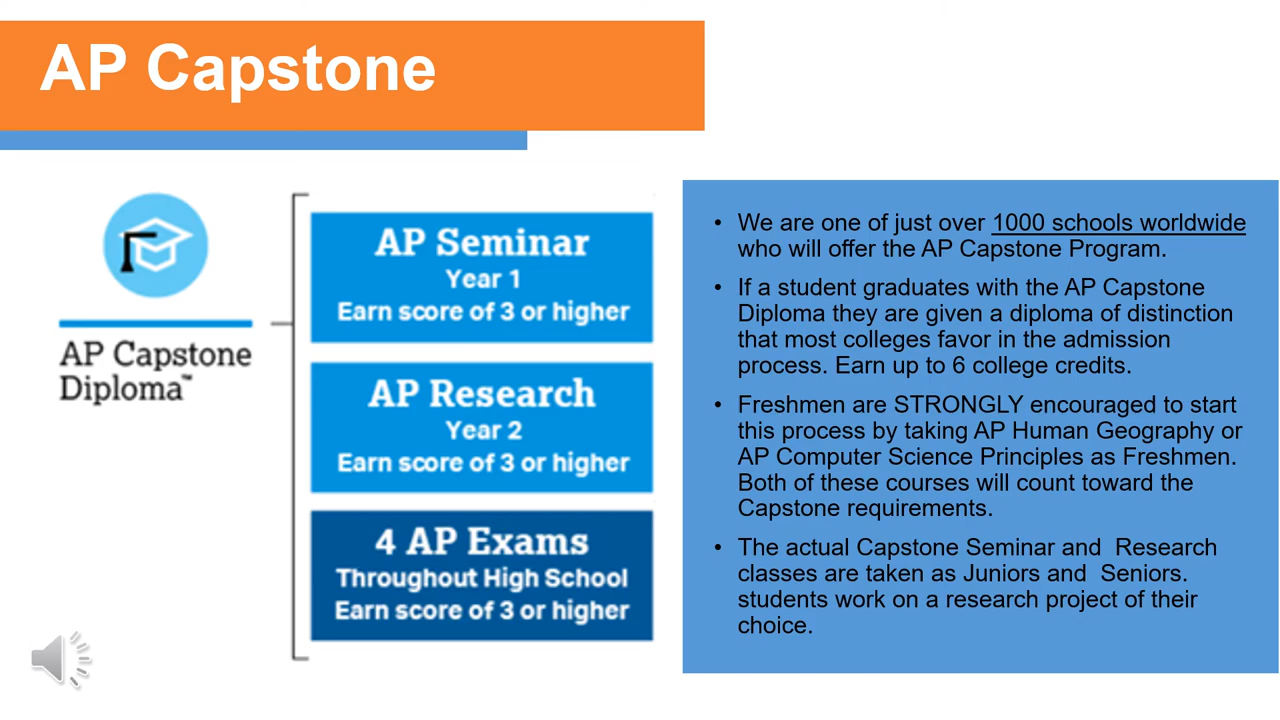 AP Capstone
AP Capstone
Diploma™
AP Seminar
Year 1
Earn score of 3 or higher
AP Research
Year 2
Earn score of 3 or higher
4 AP Exams
Throughout High School
Earn score of 3 or higher
• We are one of just over 1000 schools worldwide
who will offer the AP Capstone Program.
• If a student graduates with the AP Capstone
Diploma they are given a diploma of distinction
that most colleges favor in the admission
process. Earn up to 6 college credits.
• Freshmen are STRONGLY encouraged to start
this process by taking AP Human Geography or
AP Computer Science Principles as Freshmen.
Both of these courses will count toward the
Capstone requirements.
• The actual Capstone Seminar and  Research
classes are taken as Juniors and  Seniors.
students work on a research project of their
choice.